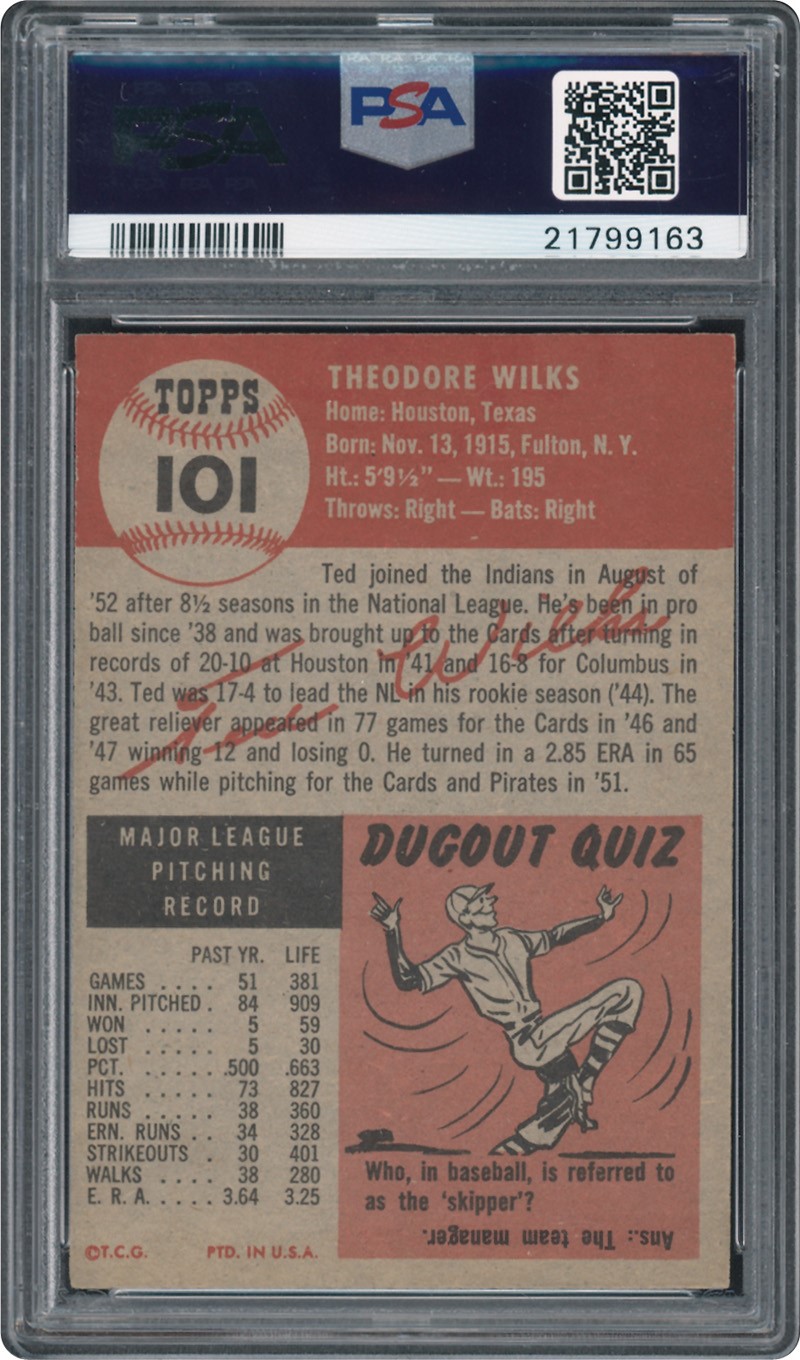 PSA
PSA
21799163
TOPPS
101
THEODORE WILKS
Home: Houston, Texas
Born: Nov. 13, 1915, Fulton, N. Y.
Ht.: 5'9½" — Wt.: 195
Throws: Right — Bats: Right
Ted joined the Indians in August of
'52 after 8½ seasons in the National League. He's been in pro
ball since '38 and was brought up to the Cards after turning in
records of 20-10 at Houston in '41 and 16-8 for Columbus in
'43. Ted was 17-4 to lead the NL in his rookie season ('44). The
great reliever appeared in 77 games for the Cards in '46 and
'47 winning 12 and losing 0. He turned in a 2.85 ERA in 65
games while pitching for the Cards and Pirates in '51.
Ted Wilks
MAJOR LEAGUE
PITCHING
RECORD
PAST YR. LIFE
GAMES .... 51 381
INN. PITCHED . 84 909
WON ..... 5 59
LOST ..... 5 30
PCT. ..... .500 .663
HITS ..... 73 827
RUNS ..... 38 360
ERN. RUNS .. 34 328
STRIKEOUTS . 30 401
WALKS .... 38 280
E. R. A. ..... 3.64 3.25
©T.C.G. PTD. IN U.S.A.
DUGOUT QUIZ
Who, in baseball, is referred to
as the 'skipper'?
Ans.: The team manager.